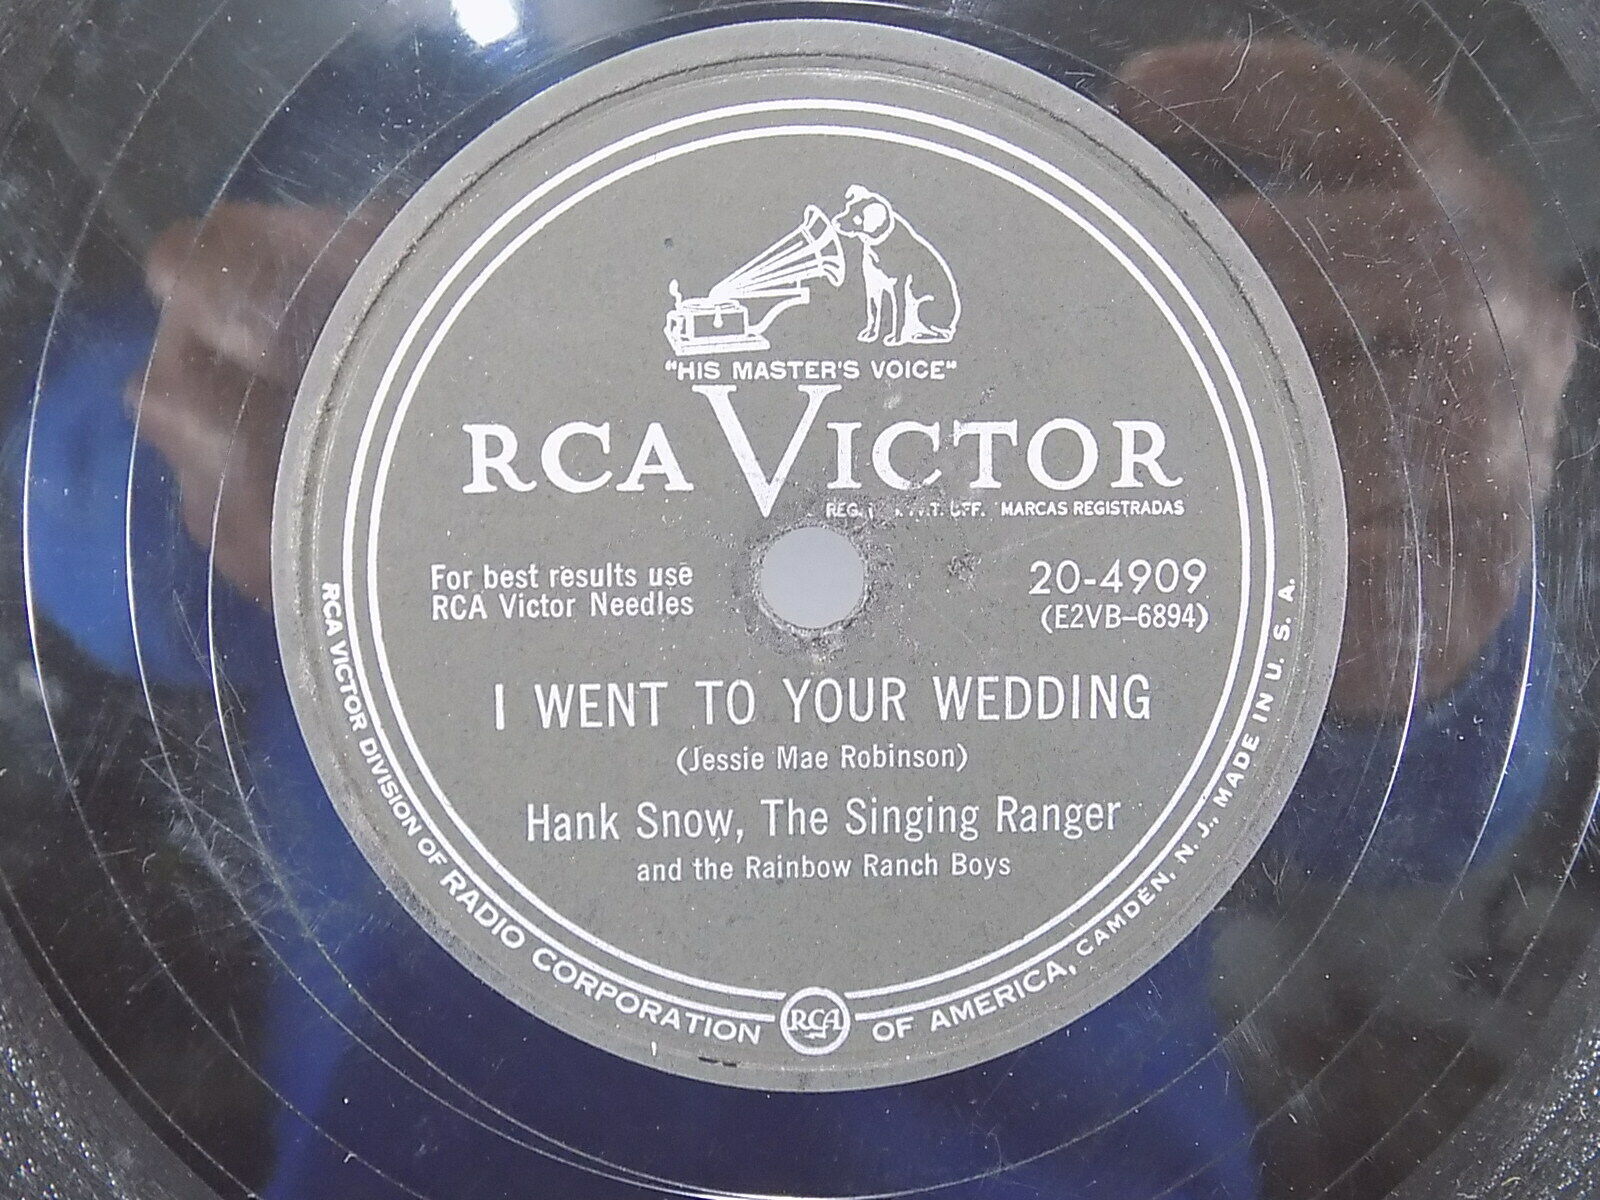 "HIS MASTER'S VOICE"
RCA VICTOR
REG. OFF. MARCAS REGISTRADAS
For best results use
RCA Victor Needles
20-4909
(E2VB–6894)
I WENT TO YOUR WEDDING
(Jessie Mae Robinson)
Hank Snow, The Singing Ranger
and the Rainbow Ranch Boys
RCA VICTOR DIVISION OF RADIO CORPORATION OF AMERICA, CAMDEN, N. J., MADE IN U. S. A.
RCA